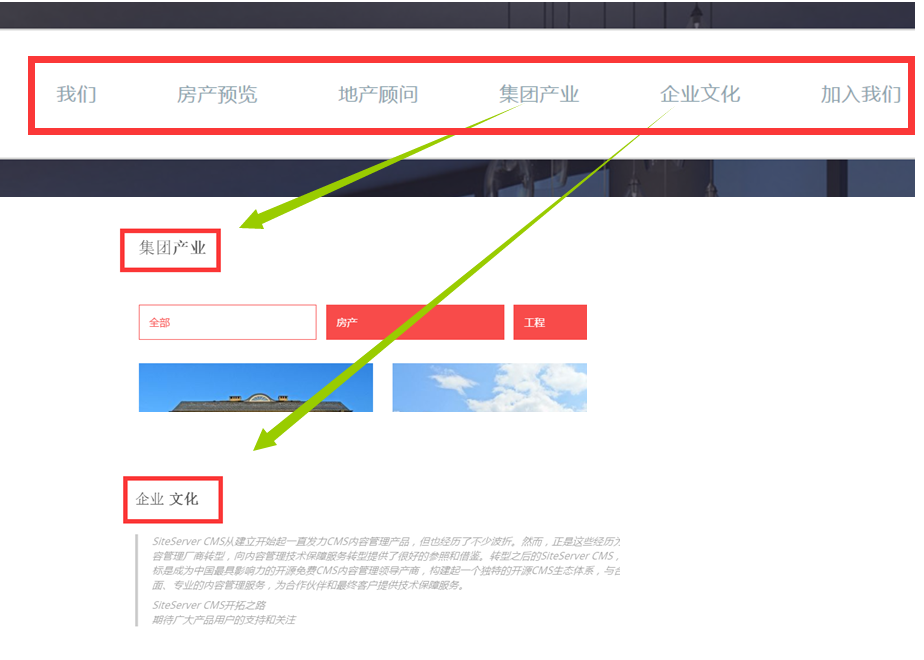 我们 房产预览 地产顾问 集团产业 企业文化 加入我们
集团产业
全部 房产 工程
企业 文化
SiteServer CMS从建立开始起一直发力CMS内容管理产品，但也经历了不少波折。然而，正是这些经历
容管理厂商转型，向内容管理技术保障服务转型提供了很好的参照和借鉴。转型之后的SiteServer CMS，
标是成为中国最具影响力的开源免费CMS内容管理领导产商，构建起一个独特的开源CMS生态体系，与合
面、专业的内容管理服务，为合作伙伴和最终客户提供技术保障服务。
SiteServer CMS开拓之路
期待广大产品用户的支持和关注